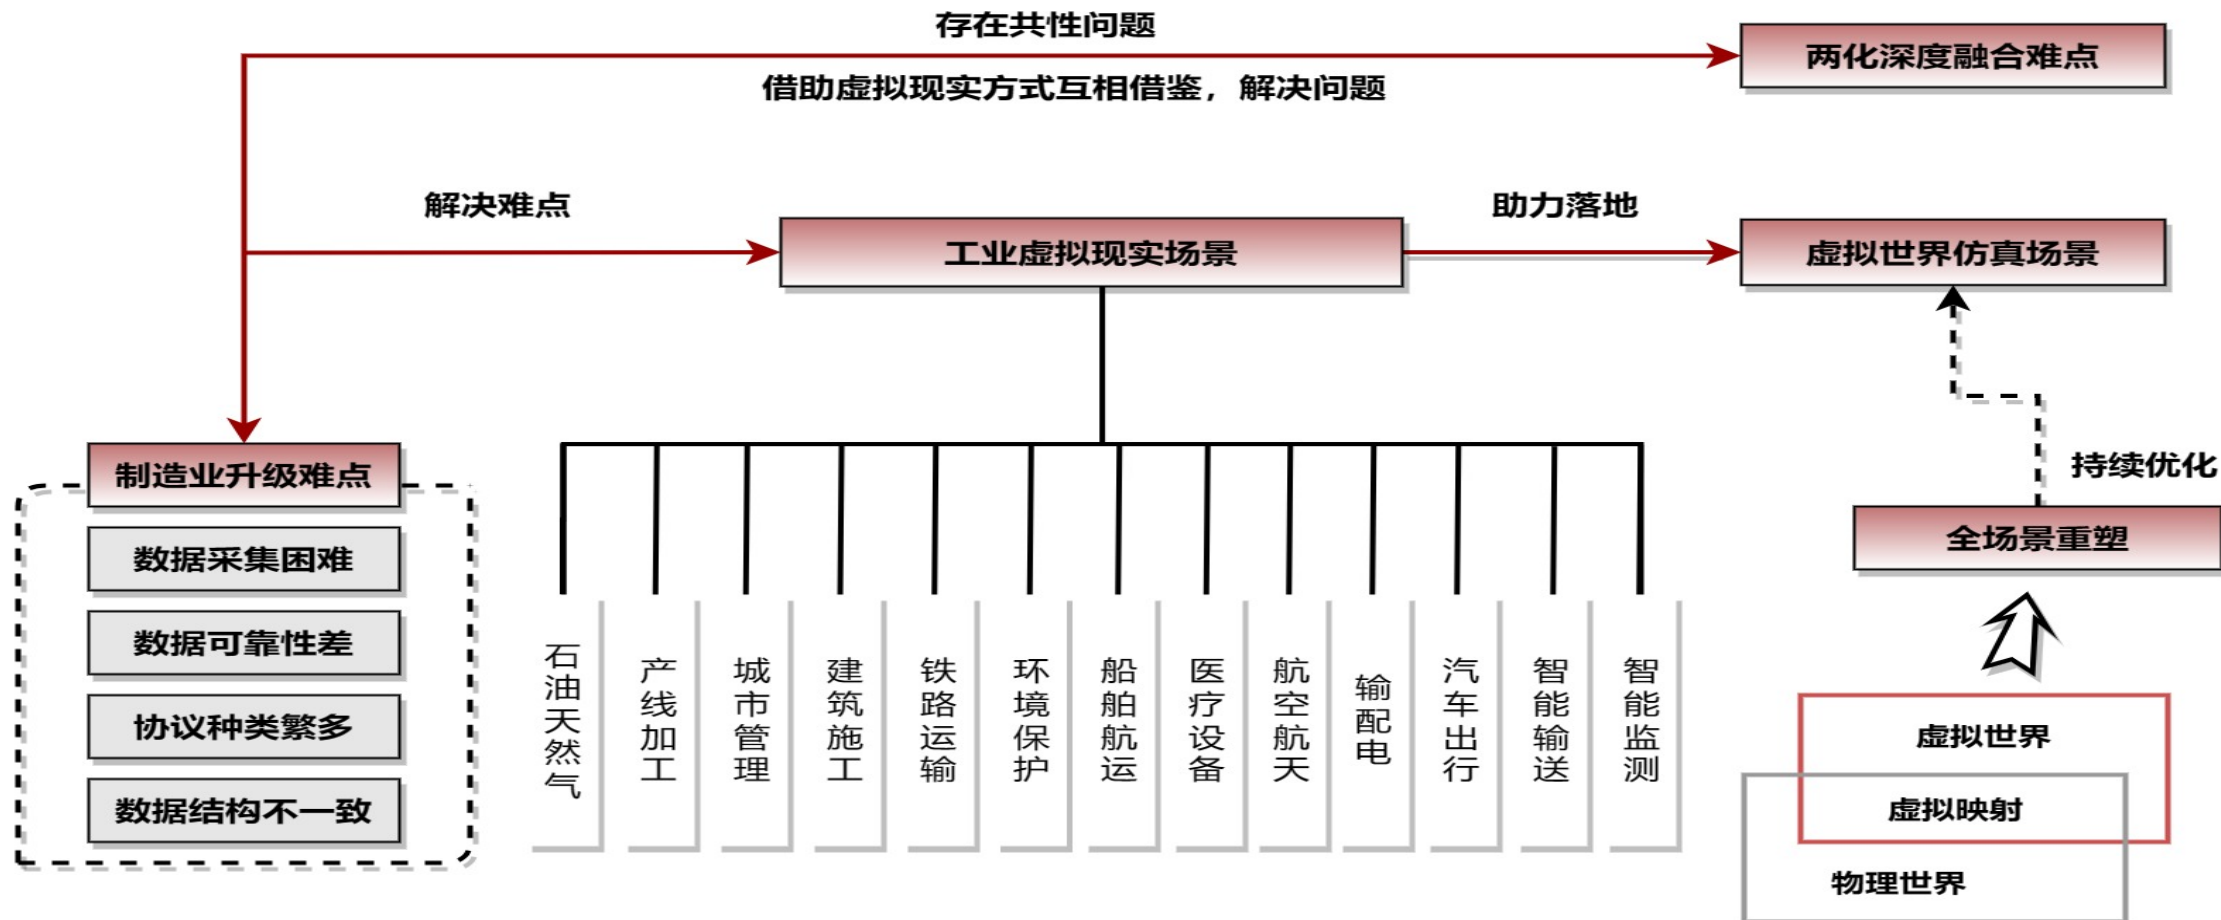 存在共性问题
两化深度融合难点
借助虚拟现实方式互相借鉴，解决问题
解决难点
工业虚拟现实场景
助力落地
虚拟世界仿真场景
制造业升级难点
数据采集困难
数据可靠性差
协议种类繁多
数据结构不一致
石油天然气
产线加工
城市管理
建筑施工
铁路运输
环境保护
船舶航运
医疗设备
航空航天
输配电
汽车出行
智能输送
智能监测
持续优化
全场景重塑
虚拟世界
虚拟映射
物理世界